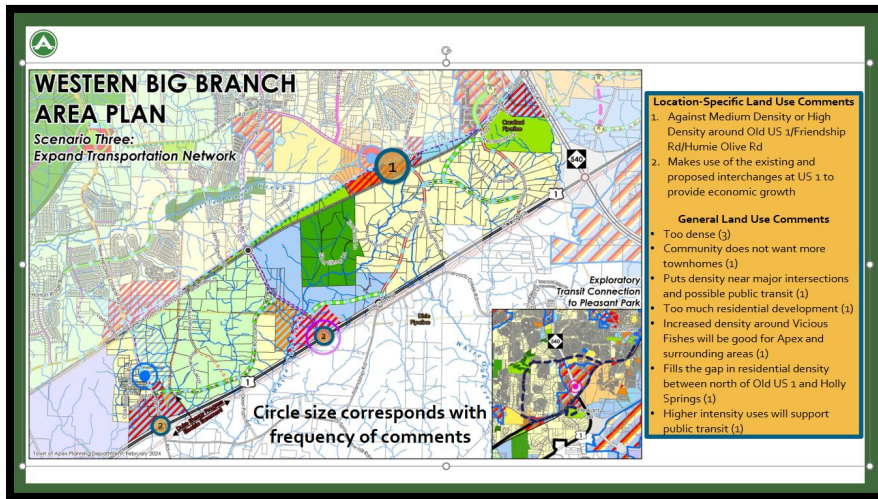 WESTERN BIG BRANCH
AREA PLAN
Scenario Three:
Expand Transportation Network
Cardinal
Pipeline
540
1
1
1
Exploratory
Transit Connection
to Pleasant Park
Dixie
Pipeline
2
540
1
1
2
Circle size corresponds with
frequency of comments
Town of Apex Planning Department: February 2024
Location-Specific Land Use Comments
1. Against Medium Density or High
Density around Old US 1/Friendship
Rd/Humie Olive Rd
2. Makes use of the existing and
proposed interchanges at US 1 to
provide economic growth
General Land Use Comments
• Too dense (3)
• Community does not want more
townhomes (1)
• Puts density near major intersections
and possible public transit (1)
• Too much residential development (1)
• Increased density around Vicious
Fishes will be good for Apex and
surrounding areas (1)
• Fills the gap in residential density
between north of Old US 1 and Holly
Springs (1)
• Higher intensity uses will support
public transit (1)